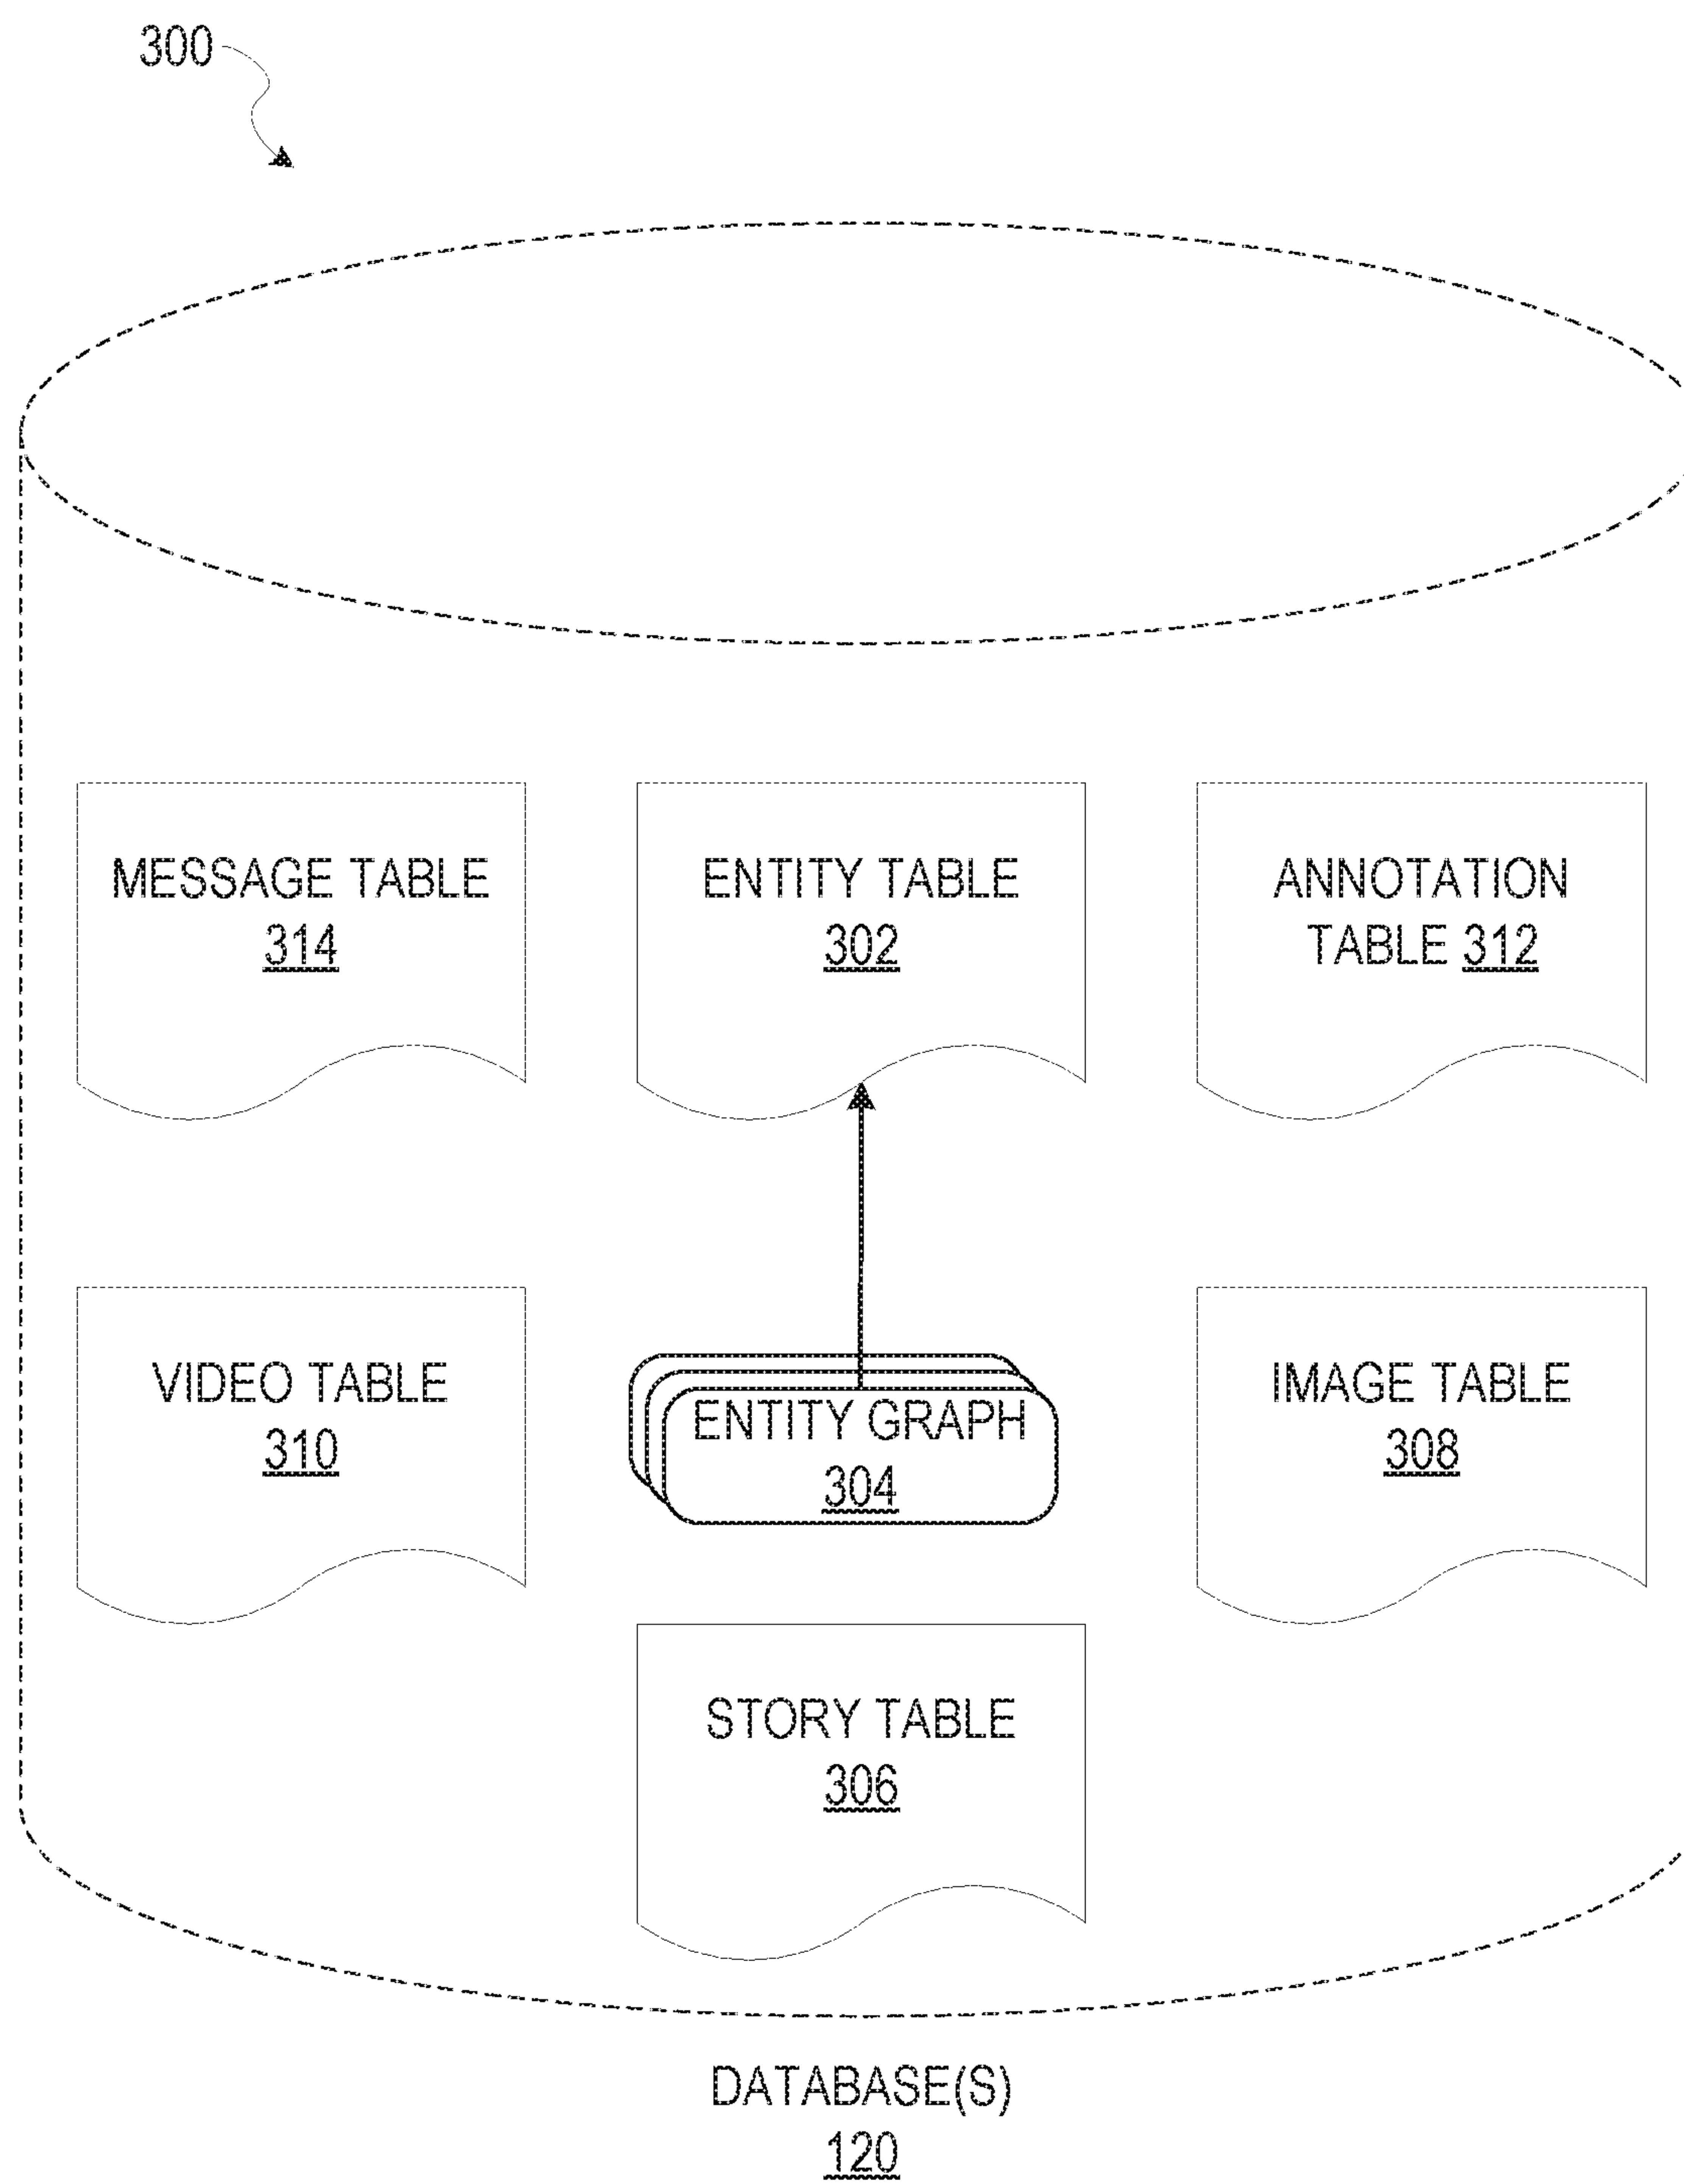 300
MESSAGE TABLE
314
ENTITY TABLE
302
ANNOTATION
TABLE 312
VIDEO TABLE
310
ENTITY GRAPH
304
IMAGE TABLE
308
STORY TABLE
306
DATABASE(S)
120